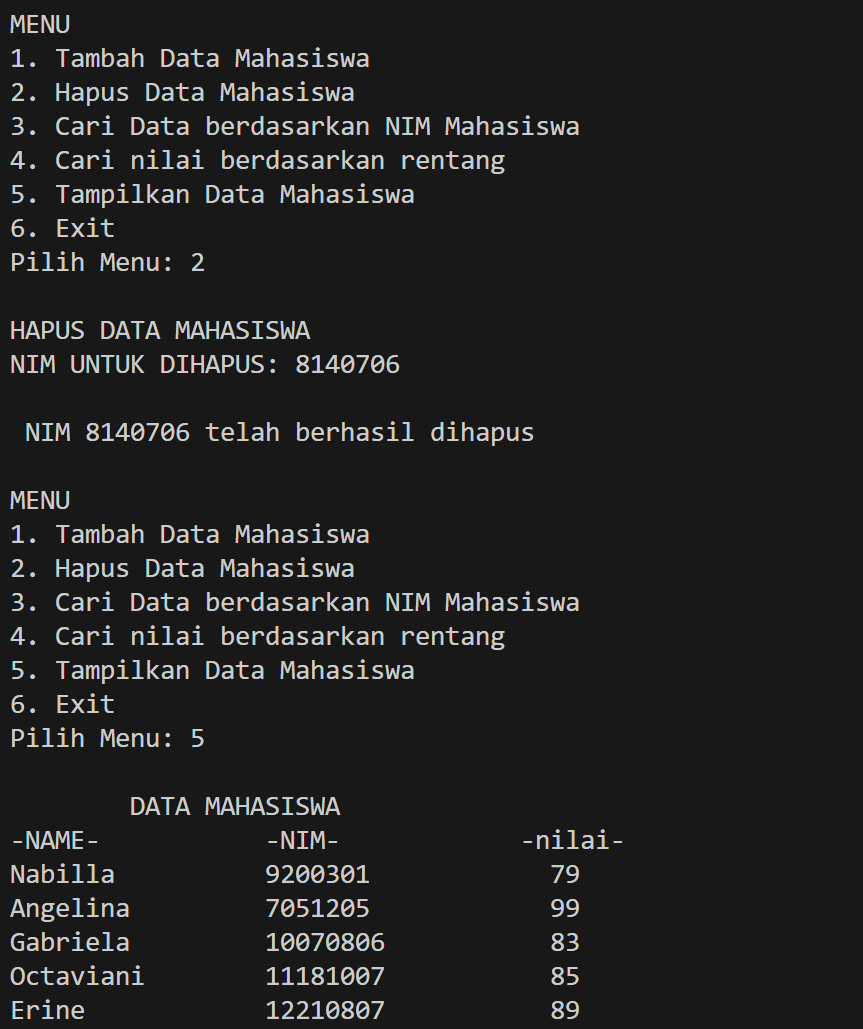 MENU
1. Tambah Data Mahasiswa
2. Hapus Data Mahasiswa
3. Cari Data berdasarkan NIM Mahasiswa
4. Cari nilai berdasarkan rentang
5. Tampilkan Data Mahasiswa
6. Exit
Pilih Menu: 2

HAPUS DATA MAHASISWA
NIM UNTUK DIHAPUS: 8140706

 NIM 8140706 telah berhasil dihapus

MENU
1. Tambah Data Mahasiswa
2. Hapus Data Mahasiswa
3. Cari Data berdasarkan NIM Mahasiswa
4. Cari nilai berdasarkan rentang
5. Tampilkan Data Mahasiswa
6. Exit
Pilih Menu: 5

        DATA MAHASISWA
-NAME-           -NIM-            -nilai-
Nabilla          9200301            79
Angelina         7051205            99
Gabriela         10070806           83
Octaviani        11181007           85
Erine            12210807           89